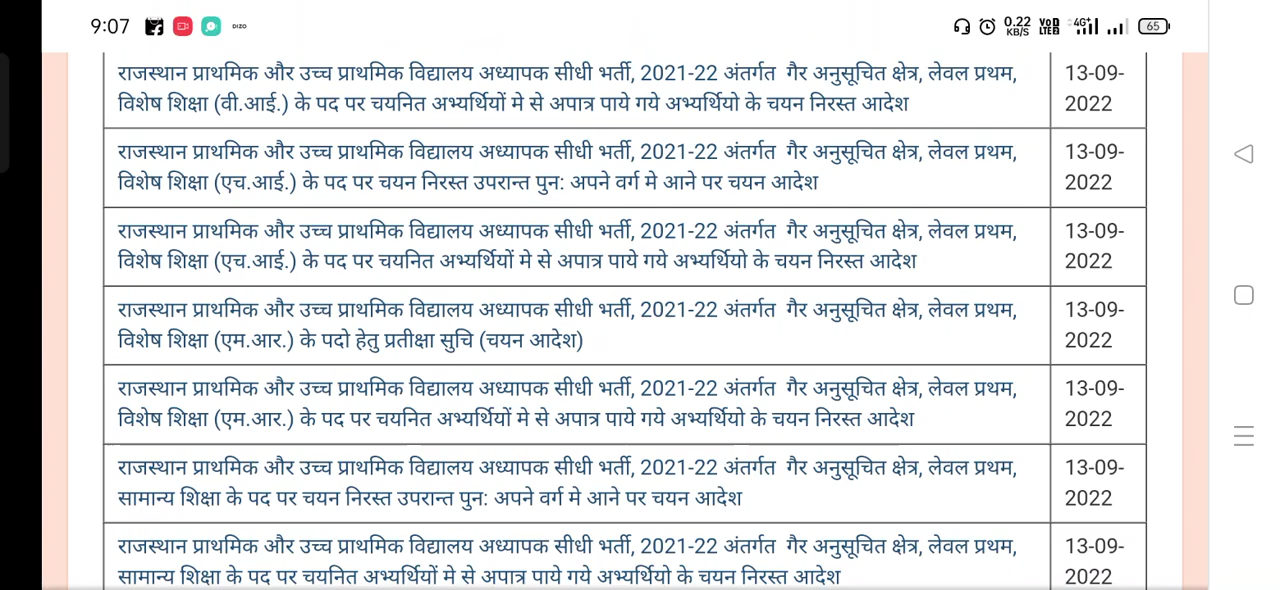 9:07 DIZO 0.22 KB/S VoD LTE2 4G+ 65
राजस्थान प्राथमिक और उच्च प्राथमिक विद्यालय अध्यापक सीधी भर्ती, 2021-22 अंतर्गत गैर अनुसूचित क्षेत्र, लेवल प्रथम, 13-09-
विशेष शिक्षा (वी.आई.) के पद पर चयनित अभ्यर्थियों मे से अपात्र पाये गये अभ्यर्थियो के चयन निरस्त आदेश 2022
राजस्थान प्राथमिक और उच्च प्राथमिक विद्यालय अध्यापक सीधी भर्ती, 2021-22 अंतर्गत गैर अनुसूचित क्षेत्र, लेवल प्रथम, 13-09-
विशेष शिक्षा (एच.आई.) के पद पर चयन निरस्त उपरान्त पुन: अपने वर्ग मे आने पर चयन आदेश 2022
राजस्थान प्राथमिक और उच्च प्राथमिक विद्यालय अध्यापक सीधी भर्ती, 2021-22 अंतर्गत गैर अनुसूचित क्षेत्र, लेवल प्रथम, 13-09-
विशेष शिक्षा (एच.आई.) के पद पर चयनित अभ्यर्थियों मे से अपात्र पाये गये अभ्यर्थियो के चयन निरस्त आदेश 2022
राजस्थान प्राथमिक और उच्च प्राथमिक विद्यालय अध्यापक सीधी भर्ती, 2021-22 अंतर्गत गैर अनुसूचित क्षेत्र, लेवल प्रथम, 13-09-
विशेष शिक्षा (एम.आर.) के पदो हेतु प्रतीक्षा सुचि (चयन आदेश) 2022
राजस्थान प्राथमिक और उच्च प्राथमिक विद्यालय अध्यापक सीधी भर्ती, 2021-22 अंतर्गत गैर अनुसूचित क्षेत्र, लेवल प्रथम, 13-09-
विशेष शिक्षा (एम.आर.) के पद पर चयनित अभ्यर्थियों मे से अपात्र पाये गये अभ्यर्थियो के चयन निरस्त आदेश 2022
राजस्थान प्राथमिक और उच्च प्राथमिक विद्यालय अध्यापक सीधी भर्ती, 2021-22 अंतर्गत गैर अनुसूचित क्षेत्र, लेवल प्रथम, 13-09-
सामान्य शिक्षा के पद पर चयन निरस्त उपरान्त पुन: अपने वर्ग मे आने पर चयन आदेश 2022
राजस्थान प्राथमिक और उच्च प्राथमिक विद्यालय अध्यापक सीधी भर्ती, 2021-22 अंतर्गत गैर अनुसूचित क्षेत्र, लेवल प्रथम, 13-09-
सामान्य शिक्षा के पद पर चयनित अभ्यर्थियों मे से अपात्र पाये गये अभ्यर्थियो के चयन निरस्त आदेश 2022